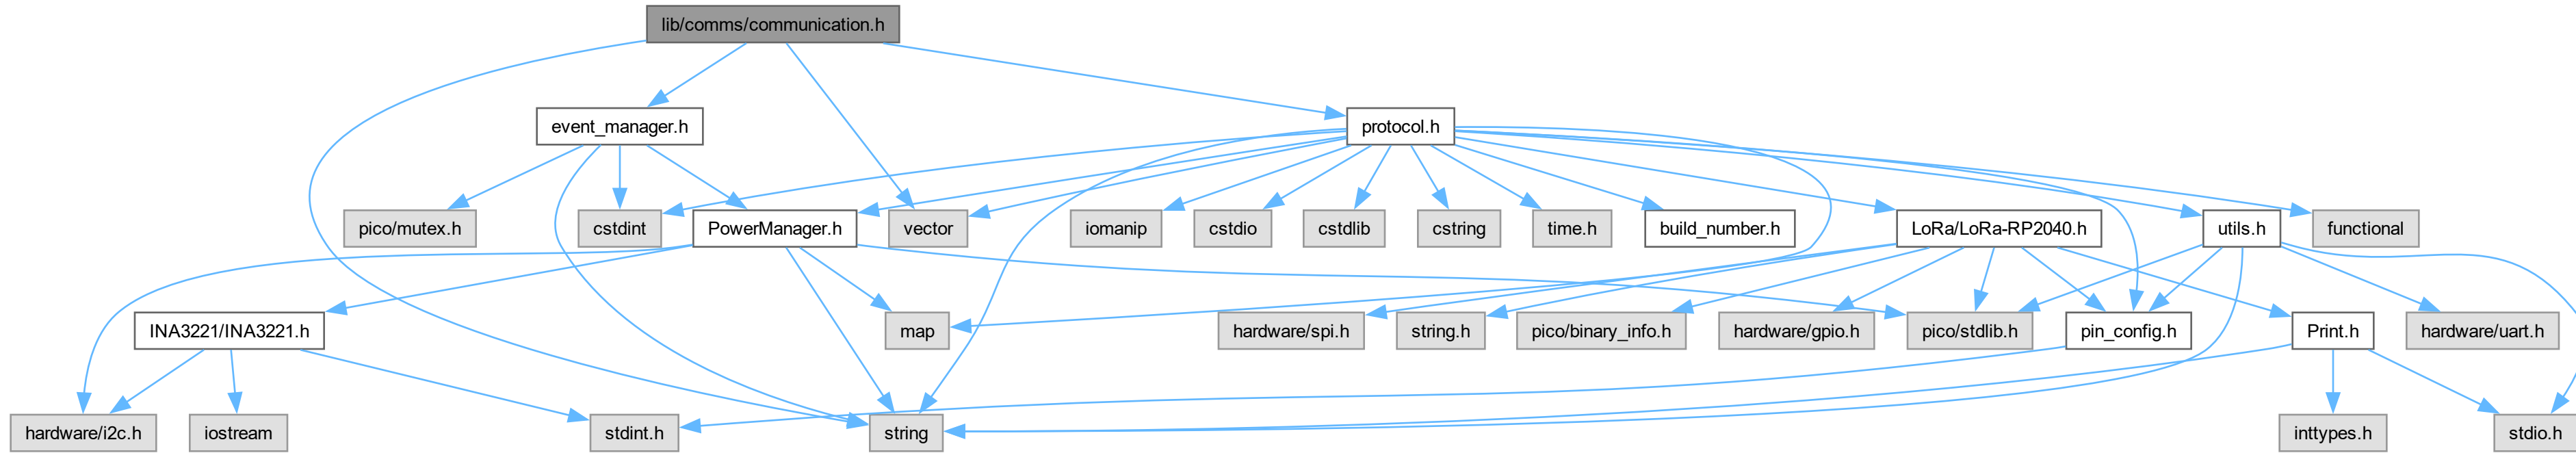 lib/comms/communication.h
event_manager.h
protocol.h
pico/mutex.h
cstdint
PowerManager.h
vector
iomanip
cstdio
cstdlib
cstring
time.h
build_number.h
LoRa/LoRa-RP2040.h
utils.h
functional
INA3221/INA3221.h
map
hardware/spi.h
string.h
pico/binary_info.h
hardware/gpio.h
pico/stdlib.h
pin_config.h
Print.h
hardware/uart.h
hardware/i2c.h
iostream
stdint.h
string
inttypes.h
stdio.h